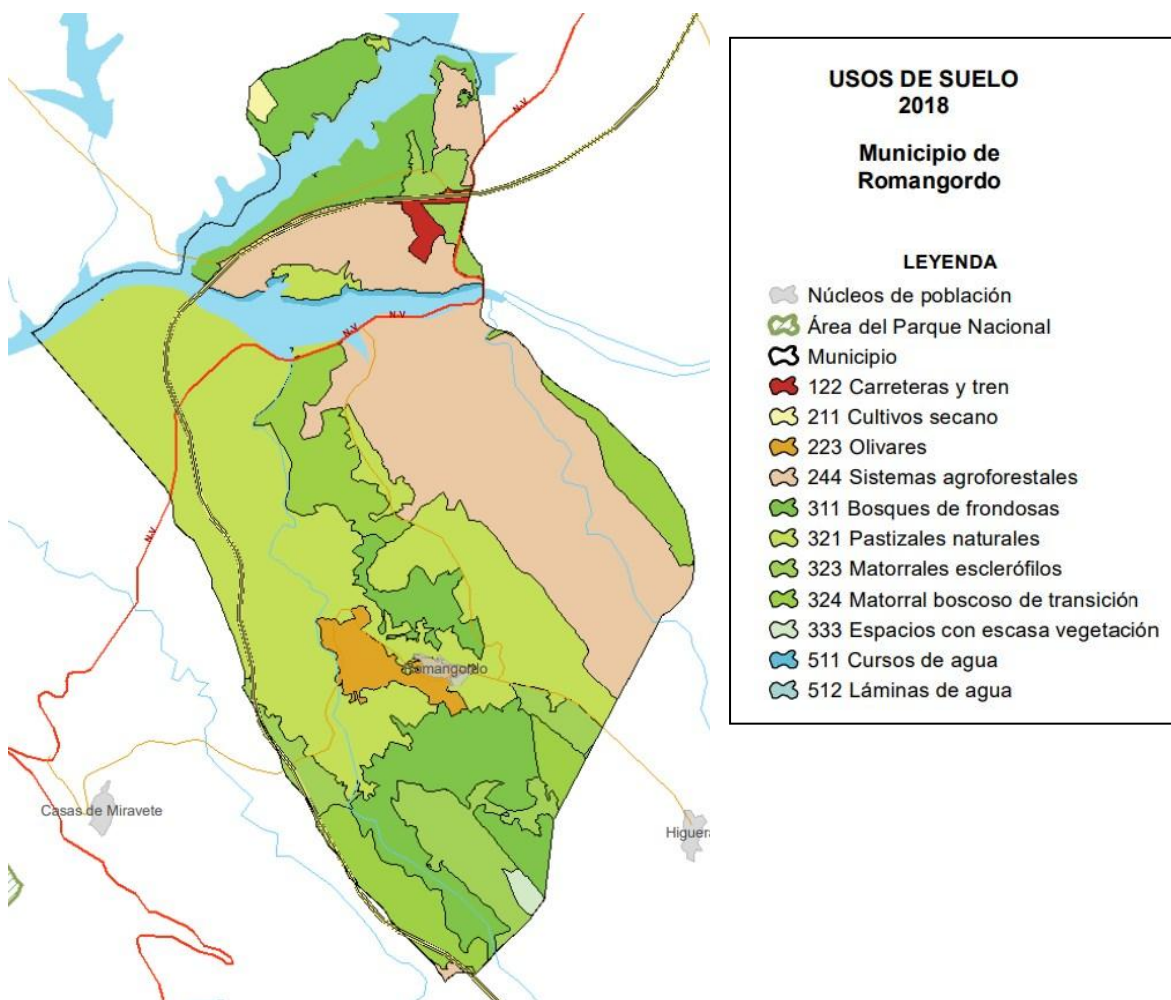 N-V
N-V
N-V
N-V
Romangordo
Casas de Miravete
Higuera
USOS DE SUELO
2018
Municipio de
Romangordo
LEYENDA
Núcleos de población
Área del Parque Nacional
Municipio
122 Carreteras y tren
211 Cultivos secano
223 Olivares
244 Sistemas agroforestales
311 Bosques de frondosas
321 Pastizales naturales
323 Matorrales esclerófilos
324 Matorral boscoso de transición
333 Espacios con escasa vegetación
511 Cursos de agua
512 Láminas de agua